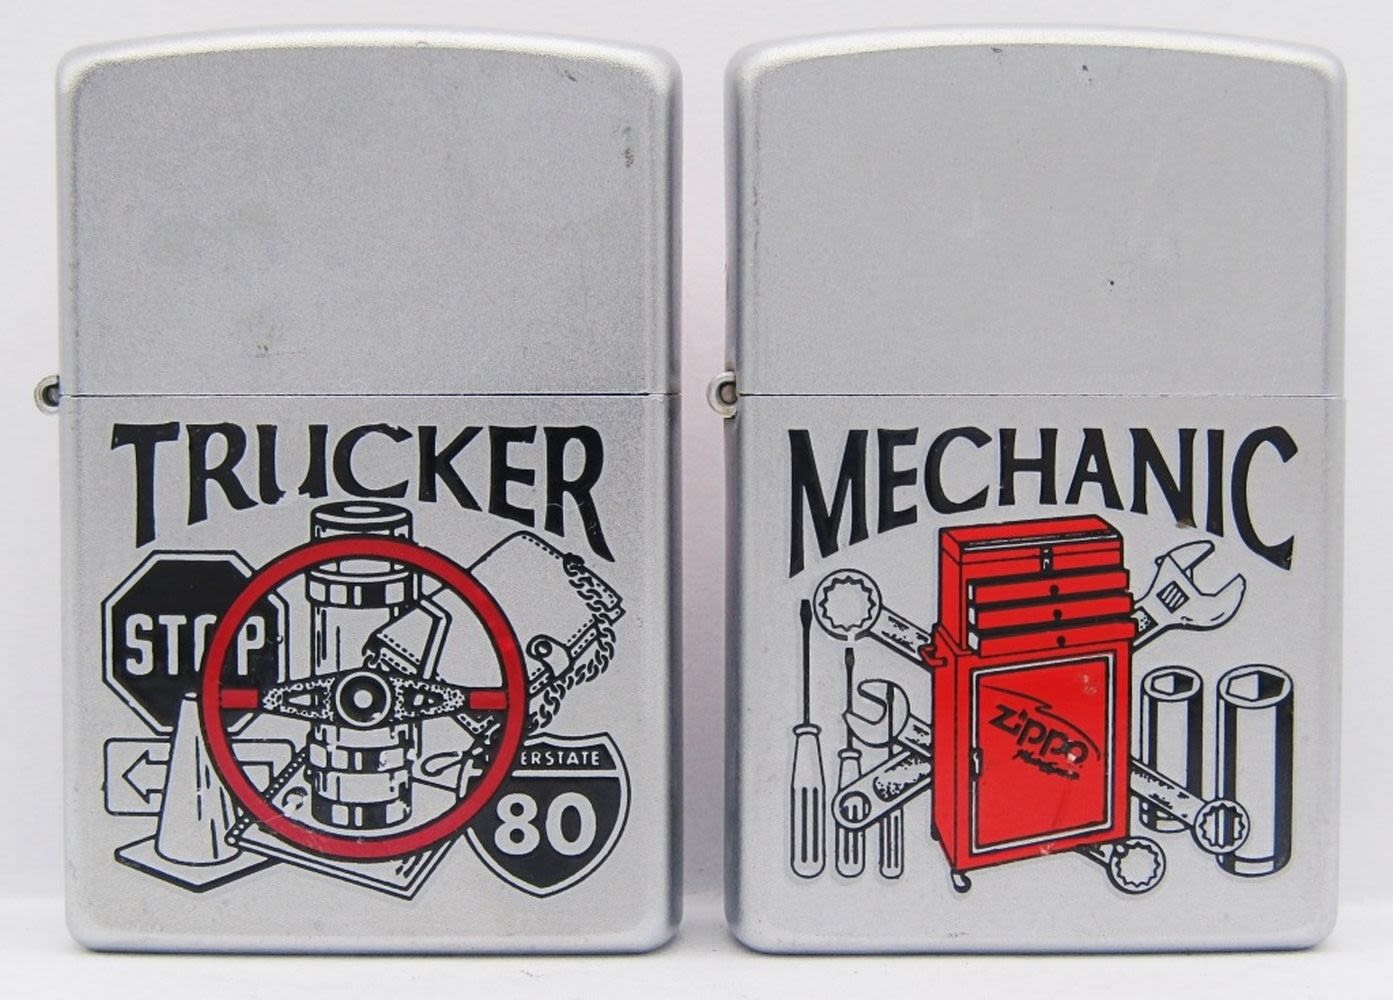 TRUCKER
STOP
ERSTATE
80
MECHANIC
zippo